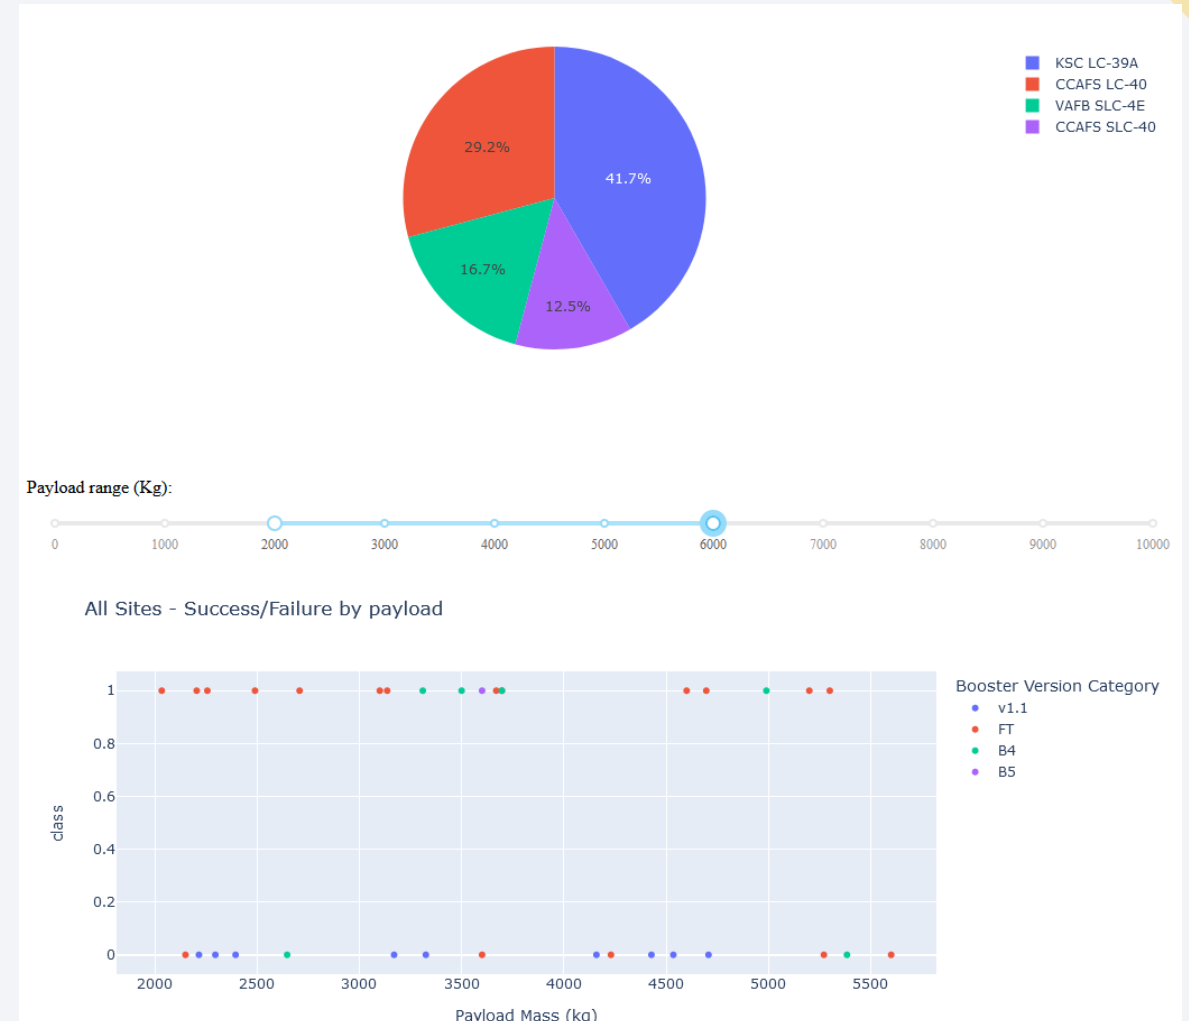 KSC LC-39A
CCAFS LC-40
VAFB SLC-4E
CCAFS SLC-40
29.2%
41.7%
16.7%
12.5%
Payload range (Kg):
0 1000 2000 3000 4000 5000 6000 7000 8000 9000 10000
All Sites - Success/Failure by payload
Booster Version Category
v1.1
FT
B4
B5
class
1
0.8
0.6
0.4
0.2
0
2000 2500 3000 3500 4000 4500 5000 5500
Payload Mass (kg)